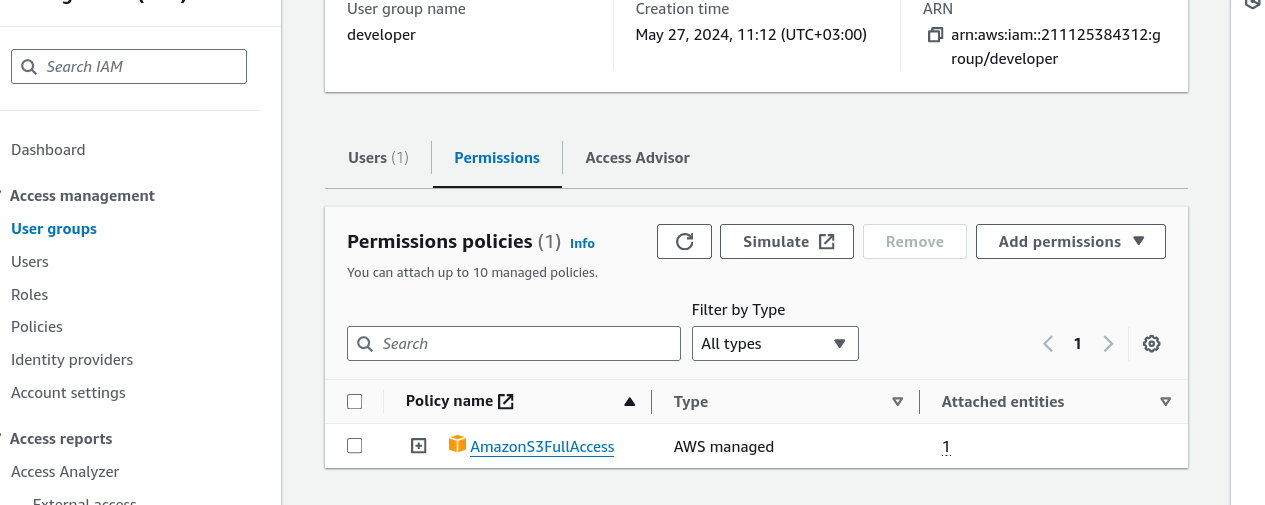 Search IAM
Dashboard
Access management
User groups
Users
Roles
Policies
Identity providers
Account settings
Access reports
Access Analyzer
External access
User group name
developer
Creation time
May 27, 2024, 11:12 (UTC+03:00)
ARN
arn:aws:iam::211125384312:g
roup/developer
Users (1)
Permissions
Access Advisor
Permissions policies (1) Info
You can attach up to 10 managed policies.
Simulate
Remove
Add permissions
Filter by Type
Search
All types
1
Policy name
Type
Attached entities
AmazonS3FullAccess
AWS managed
1